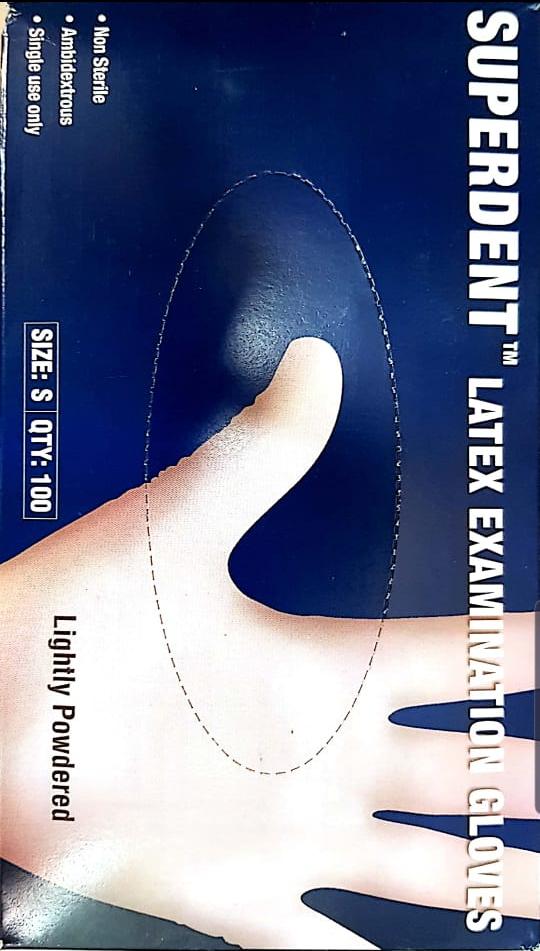 SUPERDENT™ LATEX EXAMINATION GLOVES
• Non Sterile
• Ambidextrous
• Single use only
SIZE: S QTY: 100
Lightly Powdered